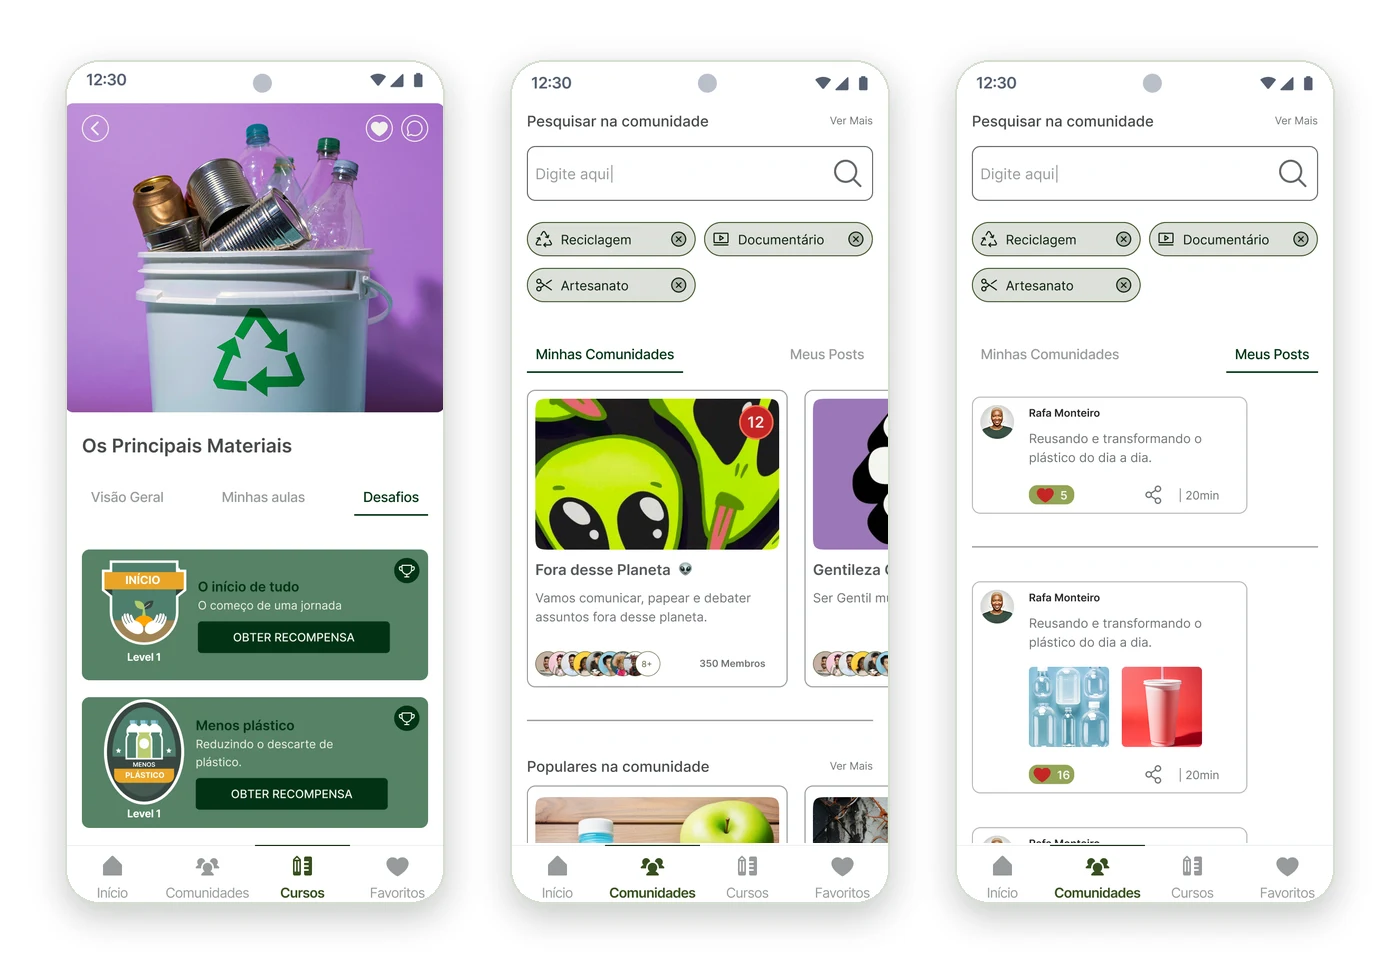 12:30
Os Principais Materiais
Visão Geral
Minhas aulas
Desafios
INÍCIO
Level 1
O início de tudo
O começo de uma jornada
OBTER RECOMPENSA
MENOS
PLÁSTICO
Level 1
Menos plástico
Reduzindo o descarte de
plástico.
OBTER RECOMPENSA
Início
Comunidades
Cursos
Favoritos
12:30
Pesquisar na comunidade
Ver Mais
Digite aqui|
Reciclagem
Documentário
Artesanato
Minhas Comunidades
Meus Posts
12
Fora desse Planeta
Vamos comunicar, papear e debater
assuntos fora desse planeta.
8+
350 Membros
Gentileza
Ser Gentil
Populares na comunidade
Ver Mais
Início
Comunidades
Cursos
Favoritos
12:30
Pesquisar na comunidade
Ver Mais
Digite aqui|
Reciclagem
Documentário
Artesanato
Minhas Comunidades
Meus Posts
Rafa Monteiro
Reusando e transformando o
plástico do dia a dia.
5
| 20min
Rafa Monteiro
Reusando e transformando o
plástico do dia a dia.
16
| 20min
Rafa Monteiro
Início
Comunidades
Cursos
Favoritos